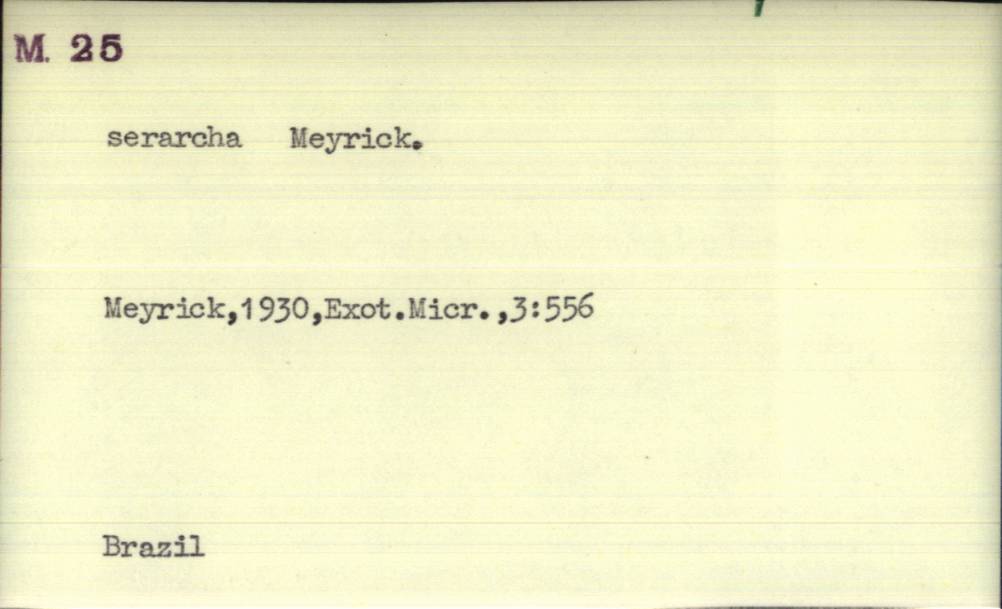 M. 25
serarcha Meyrick.
Meyrick,1930,Exot.Micr.,3:556
Brazil